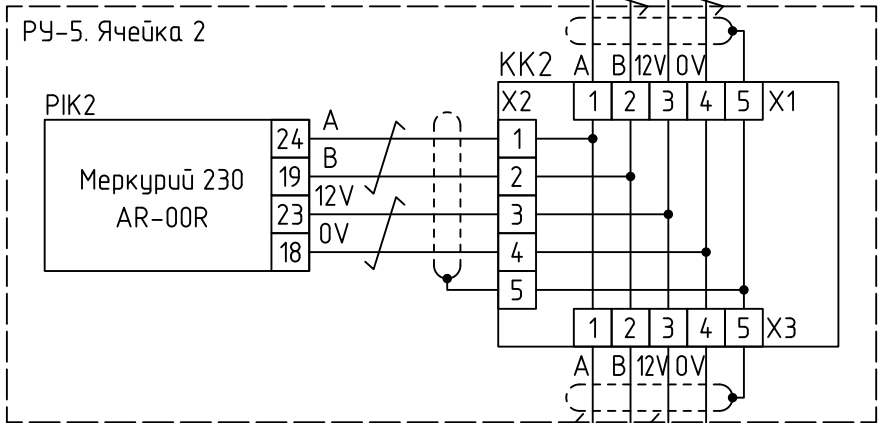 РУ-5. Ячейка 2
КК2 A B 12V 0V
X2 1 2 3 4 5 X1
PIK2
24 A 1
19 B 2
23 12V 3
18 0V 4
5
Меркурий 230
AR-00R
1 2 3 4 5 X3
A B 12V 0V